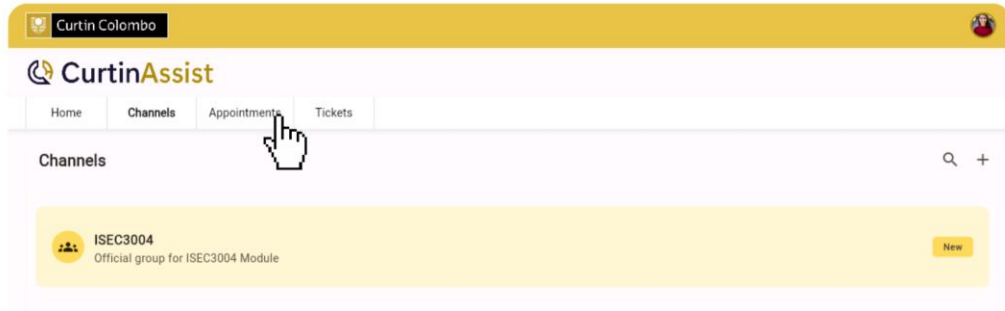 Curtin Colombo
CurtinAssist
Home Channels Appointments Tickets
Channels
ISEC3004
Official group for ISEC3004 Module
New